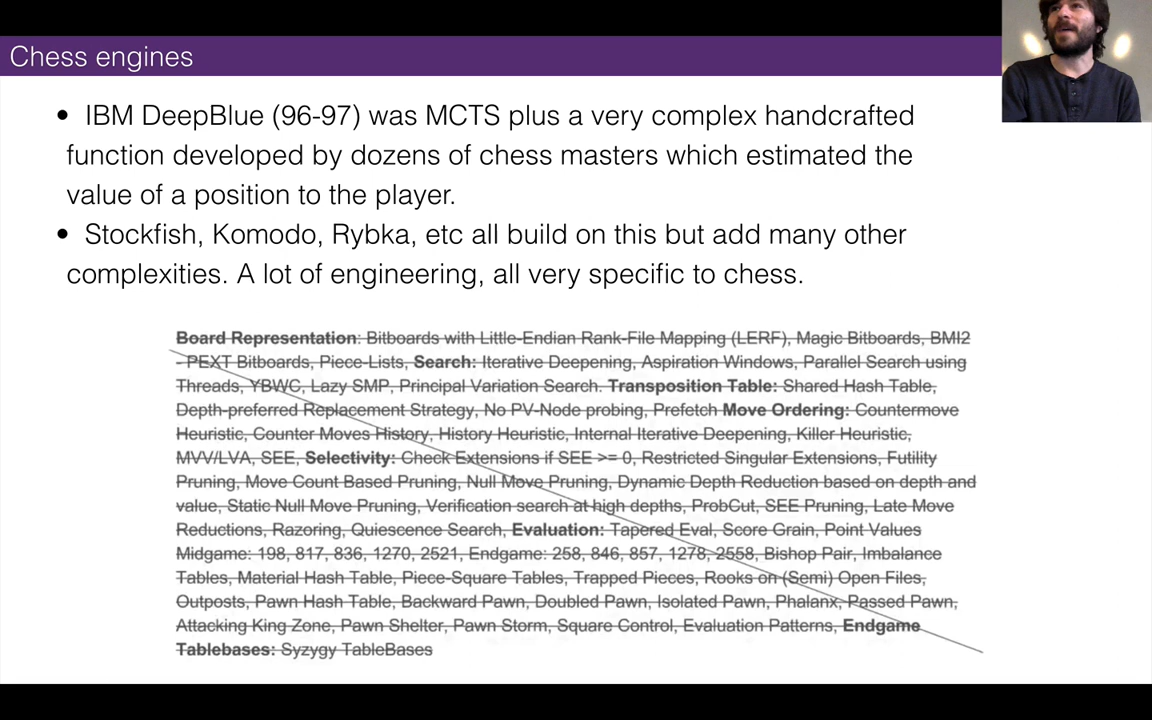 Chess engines
• IBM DeepBlue (96-97) was MCTS plus a very complex handcrafted
function developed by dozens of chess masters which estimated the
value of a position to the player.
• Stockfish, Komodo, Rybka, etc all build on this but add many other
complexities. A lot of engineering, all very specific to chess.
Board Representation: Bitboards with Little-Endian Rank-File Mapping (LERF), Magic Bitboards, BMI2
- PEXT Bitboards, Piece-Lists, Search: Iterative Deepening, Aspiration Windows, Parallel Search using
Threads, YBWC, Lazy SMP, Principal Variation Search. Transposition Table: Shared Hash Table,
Depth-preferred Replacement Strategy, No PV-Node probing, Prefetch Move Ordering: Countermove
Heuristic, Counter Moves History, History Heuristic, Internal Iterative Deepening, Killer Heuristic,
MVV/LVA, SEE, Selectivity: Check Extensions if SEE >= 0, Restricted Singular Extensions, Futility
Pruning, Move Count Based Pruning, Null Move Pruning, Dynamic Depth Reduction based on depth and
value, Static Null Move Pruning, Verification search at high depths, ProbCut, SEE Pruning, Late Move
Reductions, Razoring, Quiescence Search, Evaluation: Tapered Eval, Score Grain, Point Values
Midgame: 198, 817, 836, 1270, 2521, Endgame: 258, 846, 857, 1278, 2558, Bishop Pair, Imbalance
Tables, Material Hash Table, Piece-Square Tables, Trapped Pieces, Rooks on (Semi) Open Files,
Outposts, Pawn Hash Table, Backward Pawn, Doubled Pawn, Isolated Pawn, Phalanx, Passed Pawn,
Attacking King Zone, Pawn Shelter, Pawn Storm, Square Control, Evaluation Patterns, Endgame
Tablebases: Syzygy TableBases